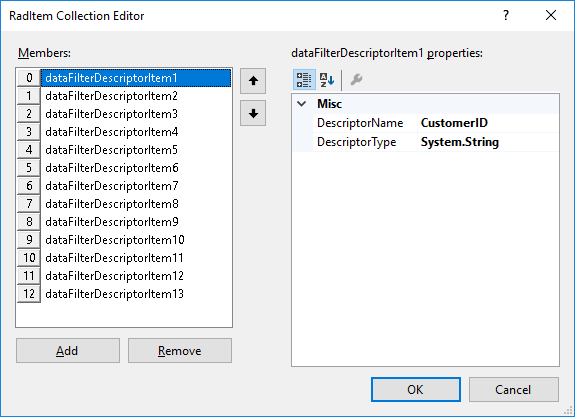 RadItem Collection Editor
Members:
0 dataFilterDescriptorItem1
1 dataFilterDescriptorItem2
2 dataFilterDescriptorItem3
3 dataFilterDescriptorItem4
4 dataFilterDescriptorItem5
5 dataFilterDescriptorItem6
6 dataFilterDescriptorItem7
7 dataFilterDescriptorItem8
8 dataFilterDescriptorItem9
9 dataFilterDescriptorItem10
10 dataFilterDescriptorItem11
11 dataFilterDescriptorItem12
12 dataFilterDescriptorItem13
Add Remove
dataFilterDescriptorItem1 properties:
Misc
DescriptorName CustomerID
DescriptorType System.String
OK Cancel